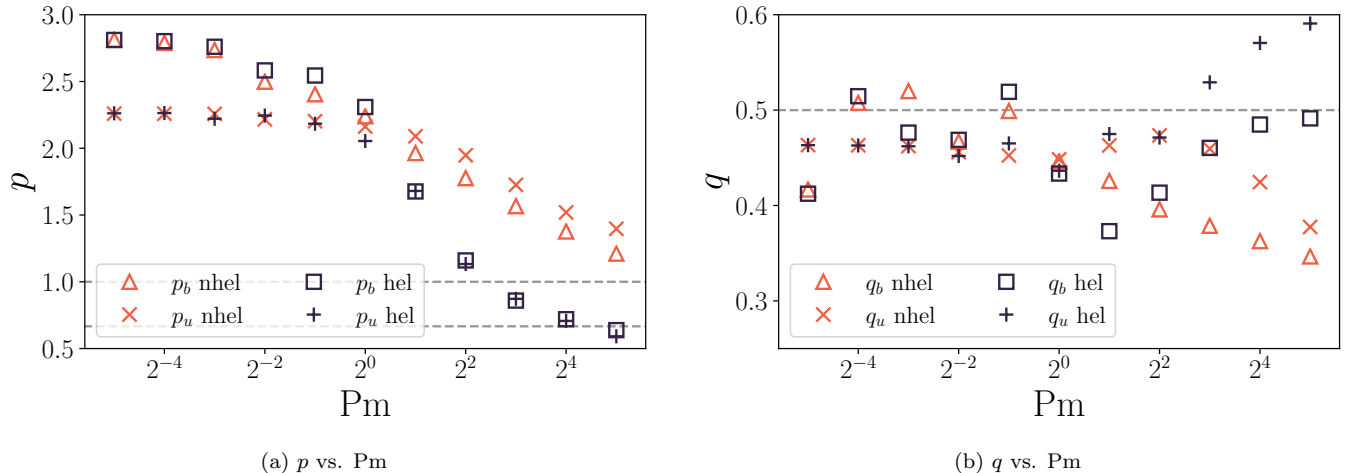 3.0
2.5
2.0
1.5
1.0
0.5
p
p_b nhel
p_u nhel
p_b hel
p_u hel
2^{-4}
2^{-2}
2^0
2^2
2^4
Pm
(a) p vs. Pm
0.6
0.5
0.4
0.3
q
q_b nhel
q_u nhel
q_b hel
q_u hel
2^{-4}
2^{-2}
2^0
2^2
2^4
Pm
(b) q vs. Pm